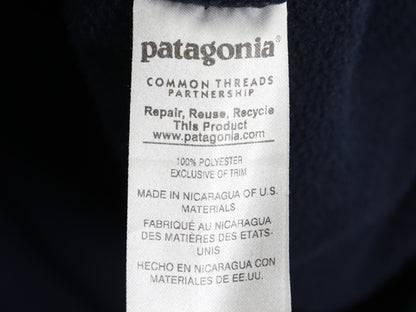 patagonia®
COMMON THREADS
PARTNERSHIP
Repair, Reuse, Recycle
This Product
www.patagonia.com
100% POLYESTER
EXCLUSIVE OF TRIM
MADE IN NICARAGUA OF U.S.
MATERIALS
FABRIQUÉ AU NICARAGUA
DES MATIÈRES DES ETATS-
UNIS
HECHO EN NICARAGUA CON
MATERIALES DE EE.UU.